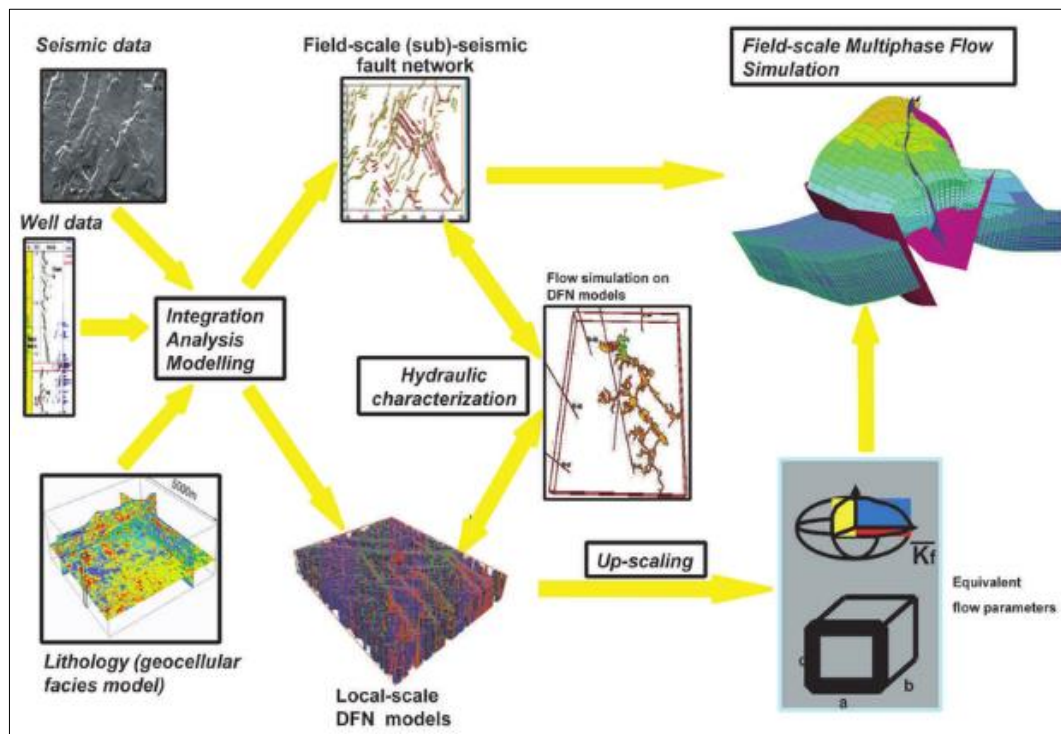 Seismic data
Field-scale (sub)-seismic
fault network
Field-scale Multiphase Flow
Simulation
Well data
Integration
Analysis
Modelling
Flow simulation on
DFN models
Hydraulic
characterization
5000m
Lithology (geocellular
facies model)
Local-scale
DFN models
Up-scaling
Kf
Equivalent
flow parameters
c
b
a